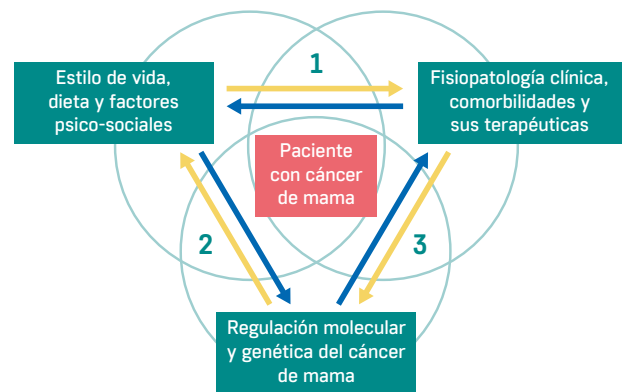 1
Estilo de vida,
dieta y factores
psico-sociales
Fisiopatología clínica,
comorbilidades y
sus terapéuticas
Paciente
con cáncer
de mama
2
3
Regulación molecular
y genética del cáncer
de mama